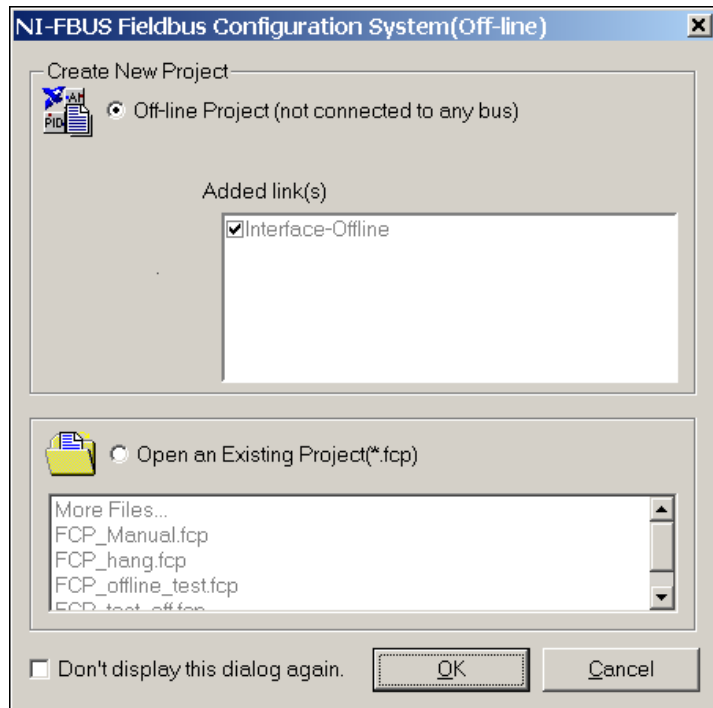 NI-FBUS Fieldbus Configuration System(Off-line)
Create New Project
Off-line Project (not connected to any bus)
Added link(s)
Interface-Offline
Open an Existing Project(*.fcp)
More Files...
FCP_Manual.fcp
FCP_hang.fcp
FCP_offline_test.fcp
FCP_test_off.fcp
Don't display this dialog again.
OK
Cancel